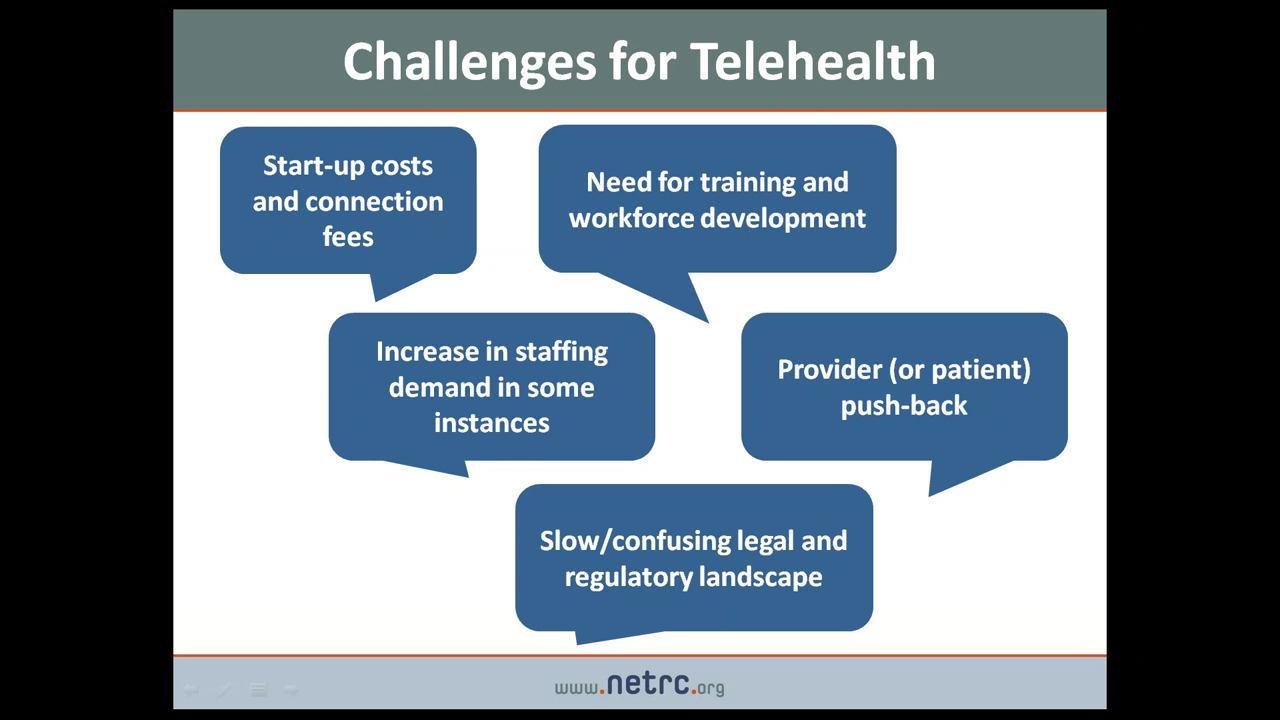 Challenges for Telehealth
Start-up costs
and connection
fees
Need for training and
workforce development
Increase in staffing
demand in some
instances
Provider (or patient)
push-back
Slow/confusing legal and
regulatory landscape
www.netrc.org